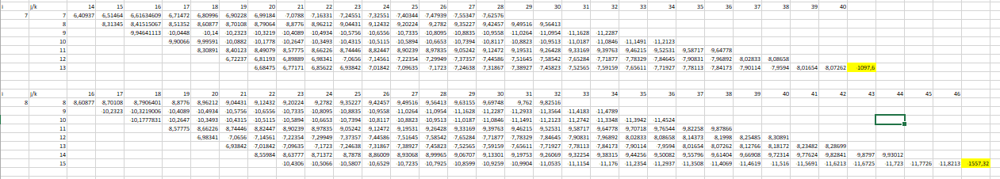 i j/k 14 15 16 17 18 19 20 21 22 23 24 25 26 27 28 29 30 31 32 33 34 35 36 37 38 39 40
7 7 6,40937 6,51464 6,61634609 6,71472 6,80996 6,90228 6,99184 7,0788 7,16331 7,24551 7,32551 7,40344 7,47939 7,55347 7,62576
8 8,31345 8,41515067 8,51352 8,60877 8,70108 8,79064 8,8776 8,96212 9,04431 9,12432 9,20224 9,2782 9,35227 9,42457 9,49516 9,56413
9 9,94641113 10,0448 10,14 10,2323 10,3219 10,4089 10,4934 10,5756 10,6556 10,7335 10,8095 10,8835 10,9558 11,0264 11,0954 11,1628 11,2287
10 9,90066 9,99591 10,0882 10,1778 10,2647 10,3493 10,4315 10,5115 10,5894 10,6653 10,7394 10,8117 10,8823 10,9513 11,0187 11,0846 11,1491 11,2123
11 8,30891 8,40123 8,49079 8,57775 8,66226 8,74446 8,82447 8,90239 8,97835 9,05242 9,12472 9,19531 9,26428 9,33169 9,39763 9,46215 9,52531 9,58717 9,64778
12 6,72237 6,81193 6,89889 6,98341 7,0656 7,14561 7,22354 7,29949 7,37357 7,44586 7,51645 7,58542 7,65284 7,71877 7,78329 7,84645 7,90831 7,96892 8,02833 8,08658
13 6,68475 6,77171 6,85622 6,93842 7,01842 7,09635 7,1723 7,24638 7,31867 7,38927 7,45823 7,52565 7,59159 7,65611 7,71927 7,78113 7,84173 7,90114 7,9594 8,01654 8,07262 1097,6
i j/k 16 17 18 19 20 21 22 23 24 25 26 27 28 29 30 31 32 33 34 35 36 37 38 39 40 41 42 43 44 45 46
8 8 8,60877 8,70108 8,7906401 8,8776 8,96212 9,04431 9,12432 9,20224 9,2782 9,35227 9,42457 9,49516 9,56413 9,63155 9,69748 9,762 9,82516
9 10,2323 10,3219006 10,4089 10,4934 10,5756 10,6556 10,7335 10,8095 10,8835 10,9558 11,0264 11,0954 11,1628 11,2287 11,2933 11,3564 11,4183 11,4789
10 10,1777831 10,2647 10,3493 10,4315 10,5115 10,5894 10,6653 10,7394 10,8117 10,8823 10,9513 11,0187 11,0846 11,1491 11,2123 11,2742 11,3348 11,3942 11,4524
11 8,57775 8,66226 8,74446 8,82447 8,90239 8,97835 9,05242 9,12472 9,19531 9,26428 9,33169 9,39763 9,46215 9,52531 9,58717 9,64778 9,70718 9,76544 9,82258 9,87866
12 6,98341 7,0656 7,14561 7,22354 7,29949 7,37357 7,44586 7,51645 7,58542 7,65284 7,71877 7,78329 7,84645 7,90831 7,96892 8,02833 8,08658 8,14373 8,1998 8,25485 8,30891
13 6,93842 7,01842 7,09635 7,1723 7,24638 7,31867 7,38927 7,45823 7,52565 7,59159 7,65611 7,71927 7,78113 7,84173 7,90114 7,9594 8,01654 8,07262 8,12766 8,18172 8,23482 8,28699
14 8,55984 8,63777 8,71372 8,7878 8,86009 8,93068 8,99965 9,06707 9,13301 9,19753 9,26069 9,32254 9,38315 9,44256 9,50082 9,55796 9,61404 9,66908 9,72314 9,77624 9,82841 9,8797 9,93012
15 10,4306 10,5066 10,5807 10,6529 10,7235 10,7925 10,8599 10,9259 10,9904 11,0535 11,1154 11,176 11,2354 11,2937 11,3508 11,4069 11,4619 11,516 11,5691 11,6213 11,6725 11,723 11,7726 11,8213 1557,32